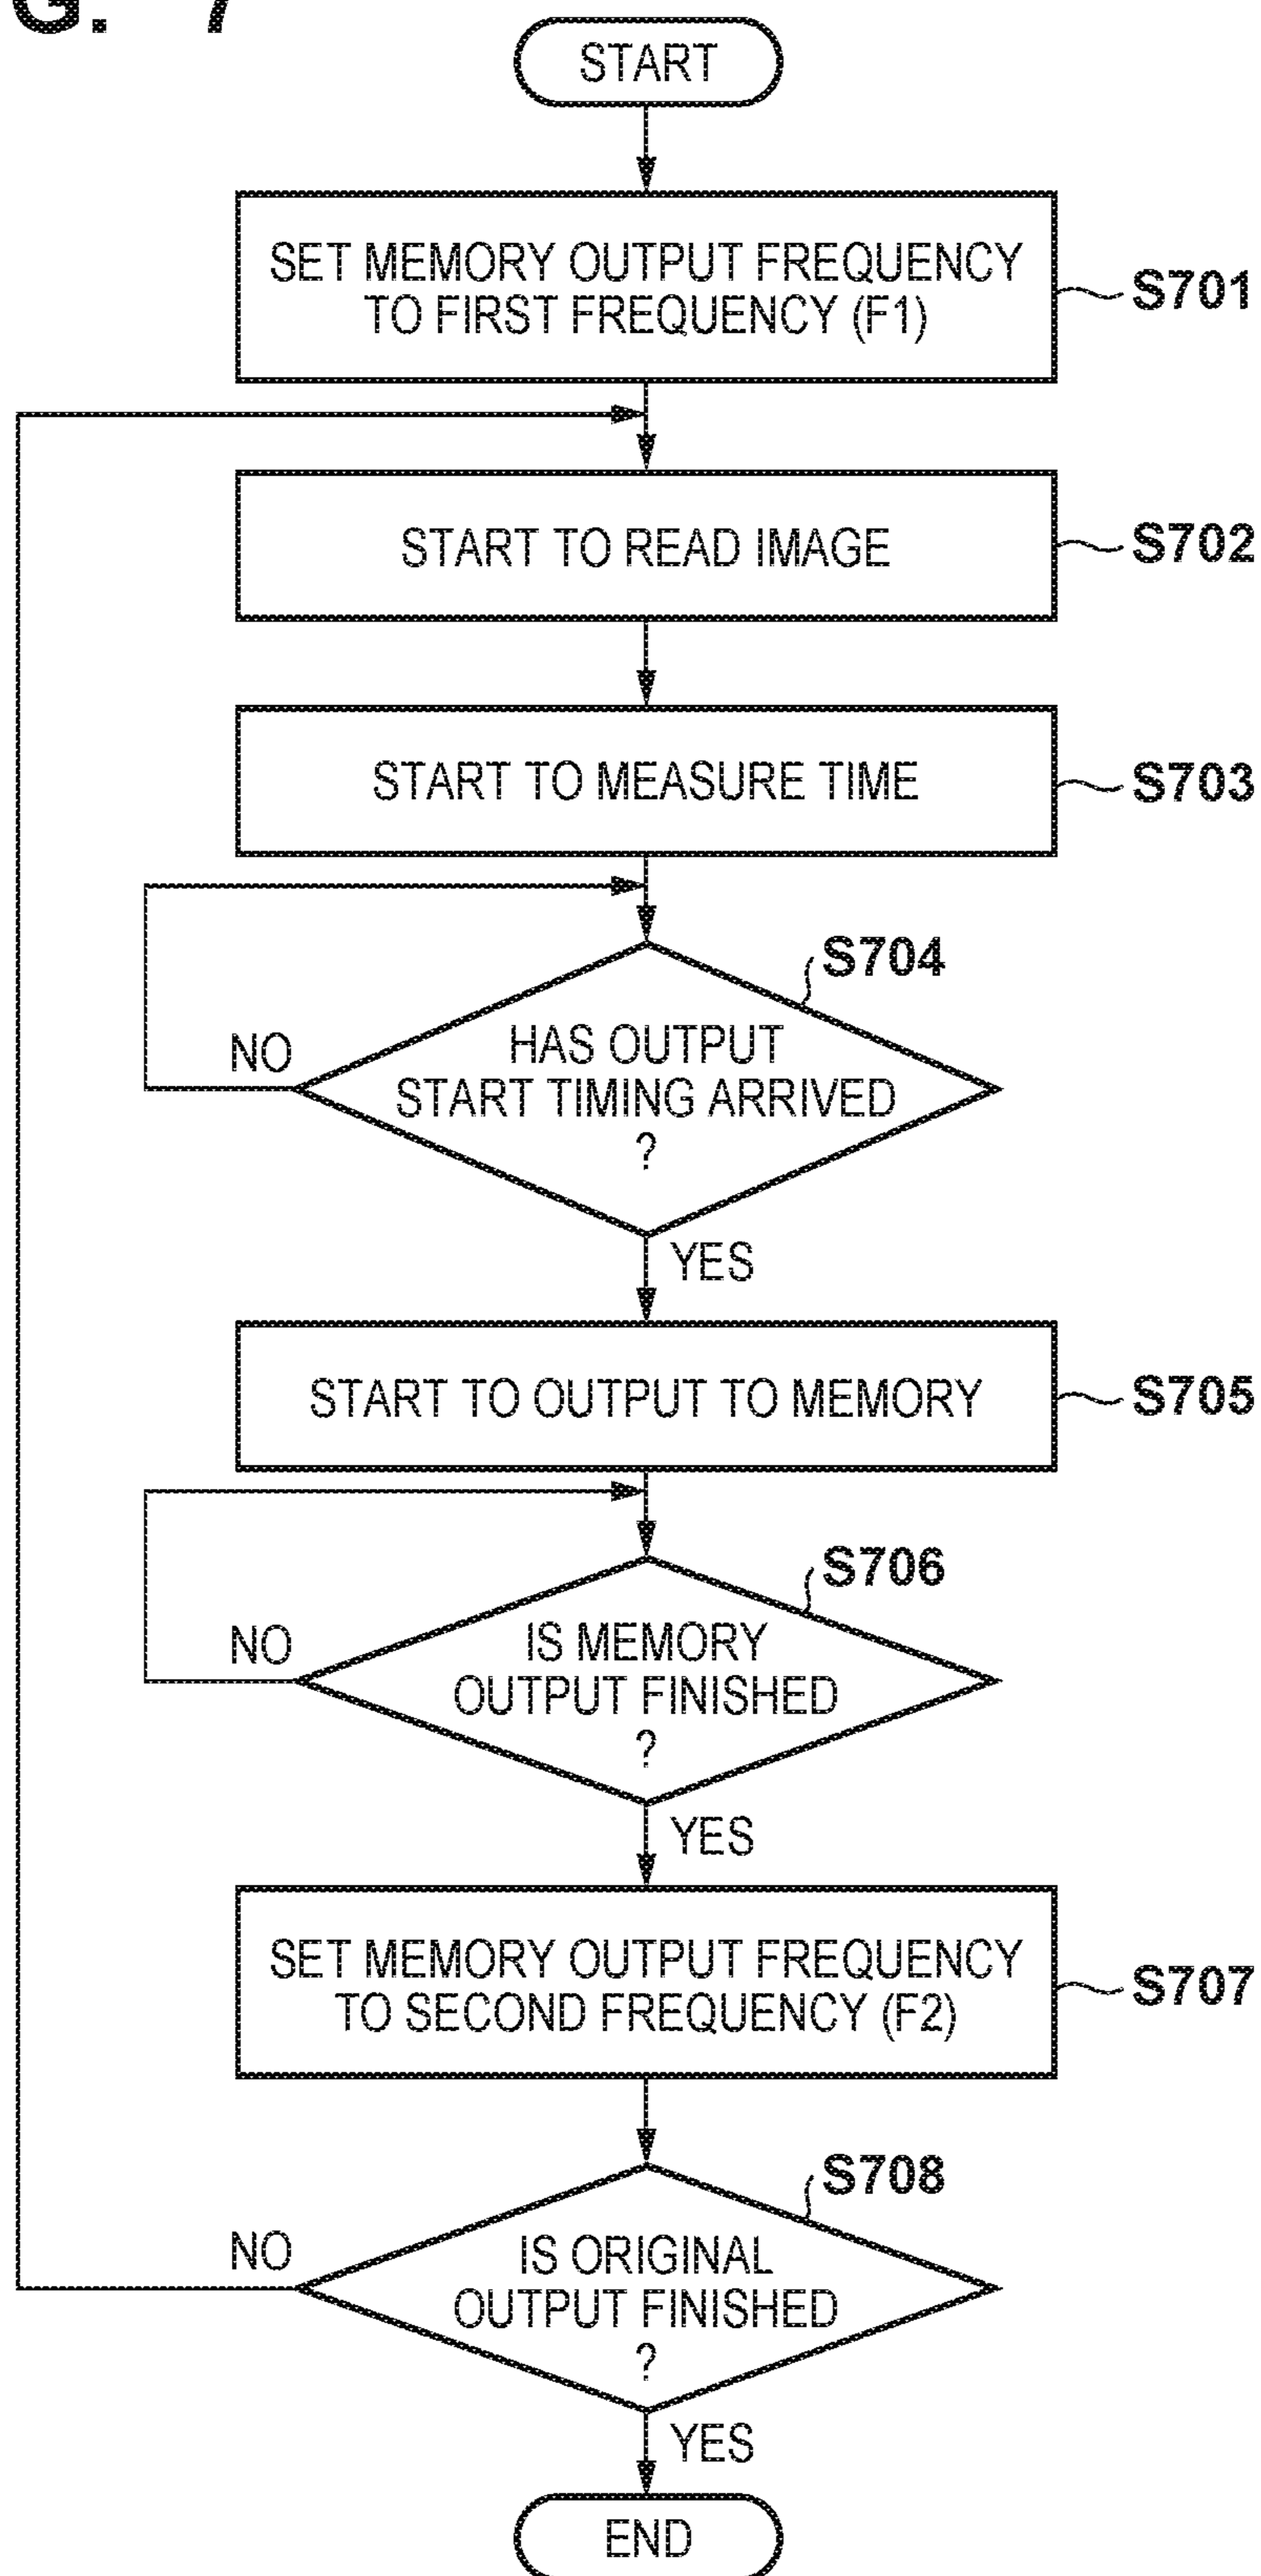 G. 7
START
SET MEMORY OUTPUT FREQUENCY
TO FIRST FREQUENCY (F1)
S701
START TO READ IMAGE
S702
START TO MEASURE TIME
S703
S704
HAS OUTPUT
START TIMING ARRIVED
?
NO
YES
START TO OUTPUT TO MEMORY
S705
S706
IS MEMORY
OUTPUT FINISHED
?
NO
YES
SET MEMORY OUTPUT FREQUENCY
TO SECOND FREQUENCY (F2)
S707
S708
IS ORIGINAL
OUTPUT FINISHED
?
NO
YES
END